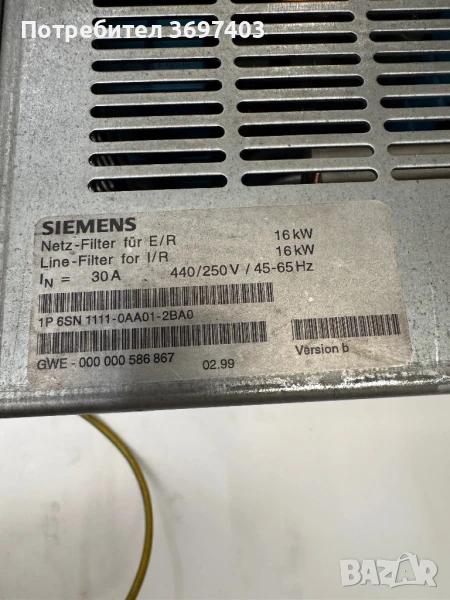 Потребител 3697403
SIEMENS
Netz-Filter für E/R 16 kW
Line-Filter for I/R 16 kW
IN = 30 A 440/250 V / 45-65 Hz
1P 6SN 1111-0AA01-2BA0
GWE - 000 000 586 867 02.99 Version b
BAZAR